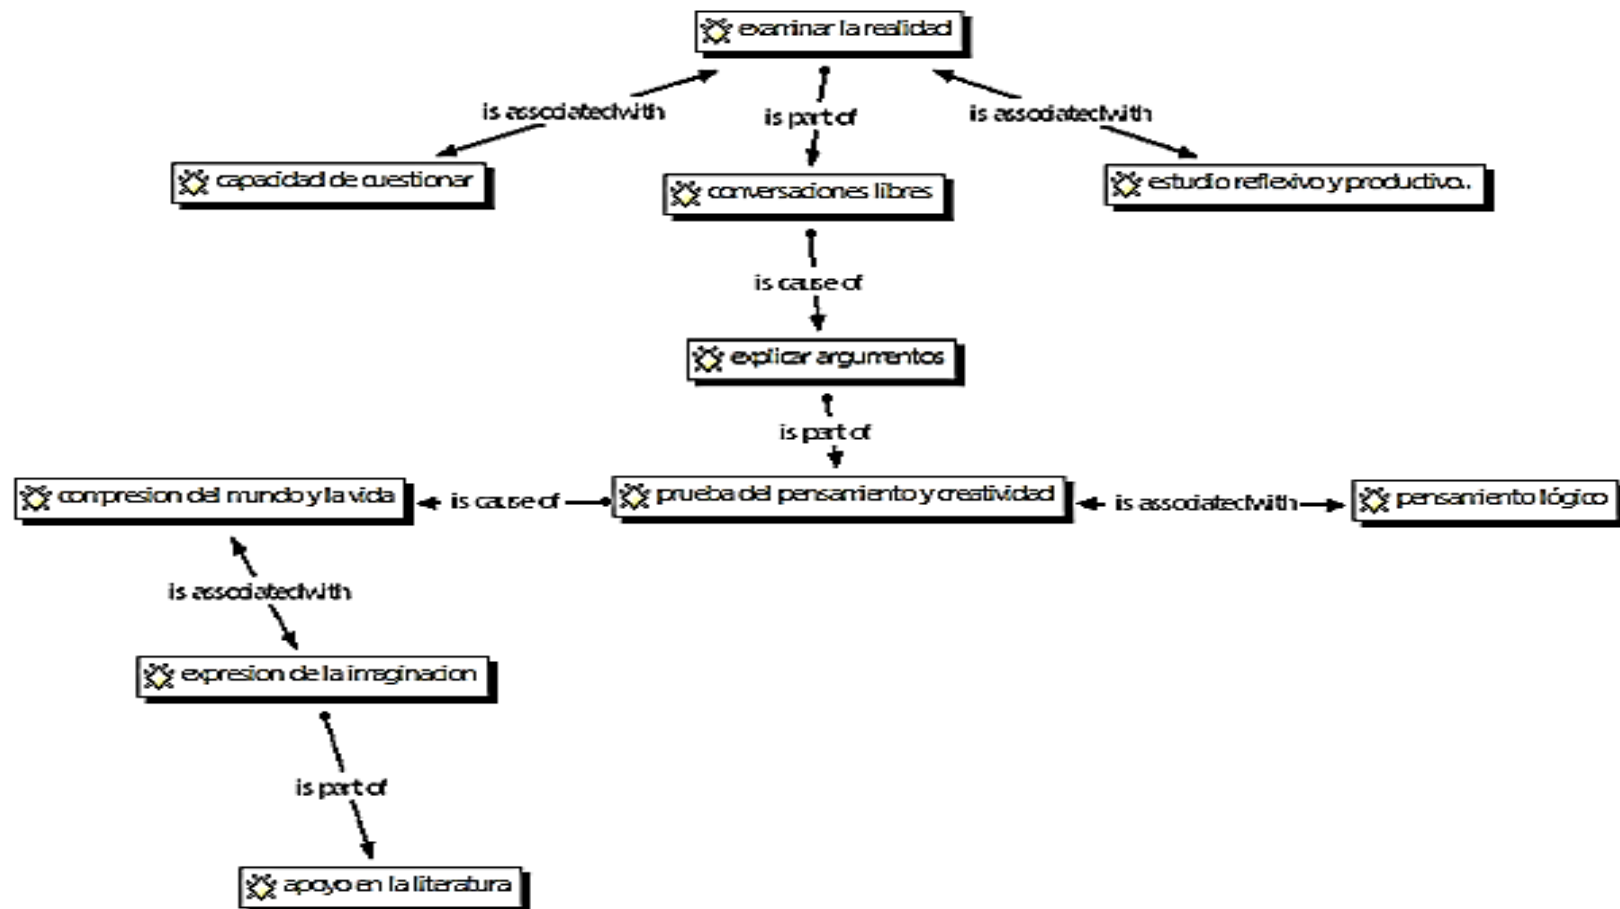 examinar la realidad
is associated with
is part of
is associated with
capacidad de cuestionar
conversaciones libres
estudio reflexivo y productivo..
is cause of
explicar argumentos
is part of
compresion del mundo y la vida
is cause of
prueba del pensamiento y creatividad
is associated with
pensamiento lógico
is associated with
expresion de la imaginacion
is part of
apoyo en la literatura